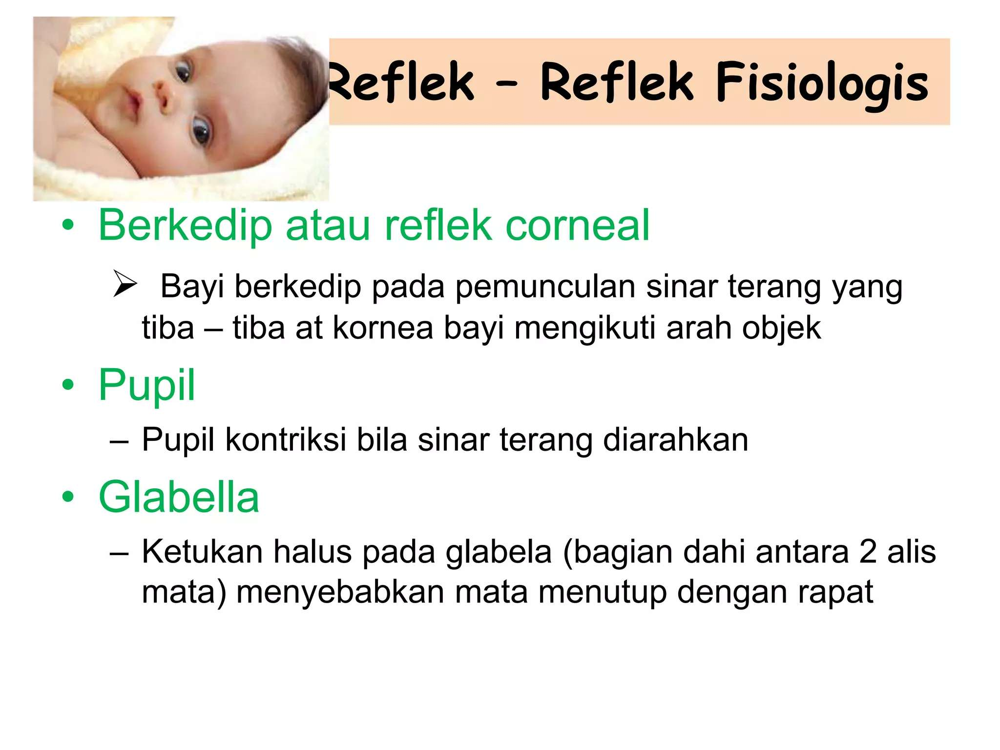 Reflek – Reflek Fisiologis
• Berkedip atau reflek corneal
➢ Bayi berkedip pada pemunculan sinar terang yang
tiba – tiba at kornea bayi mengikuti arah objek
• Pupil
– Pupil kontriksi bila sinar terang diarahkan
• Glabella
– Ketukan halus pada glabela (bagian dahi antara 2 alis
mata) menyebabkan mata menutup dengan rapat